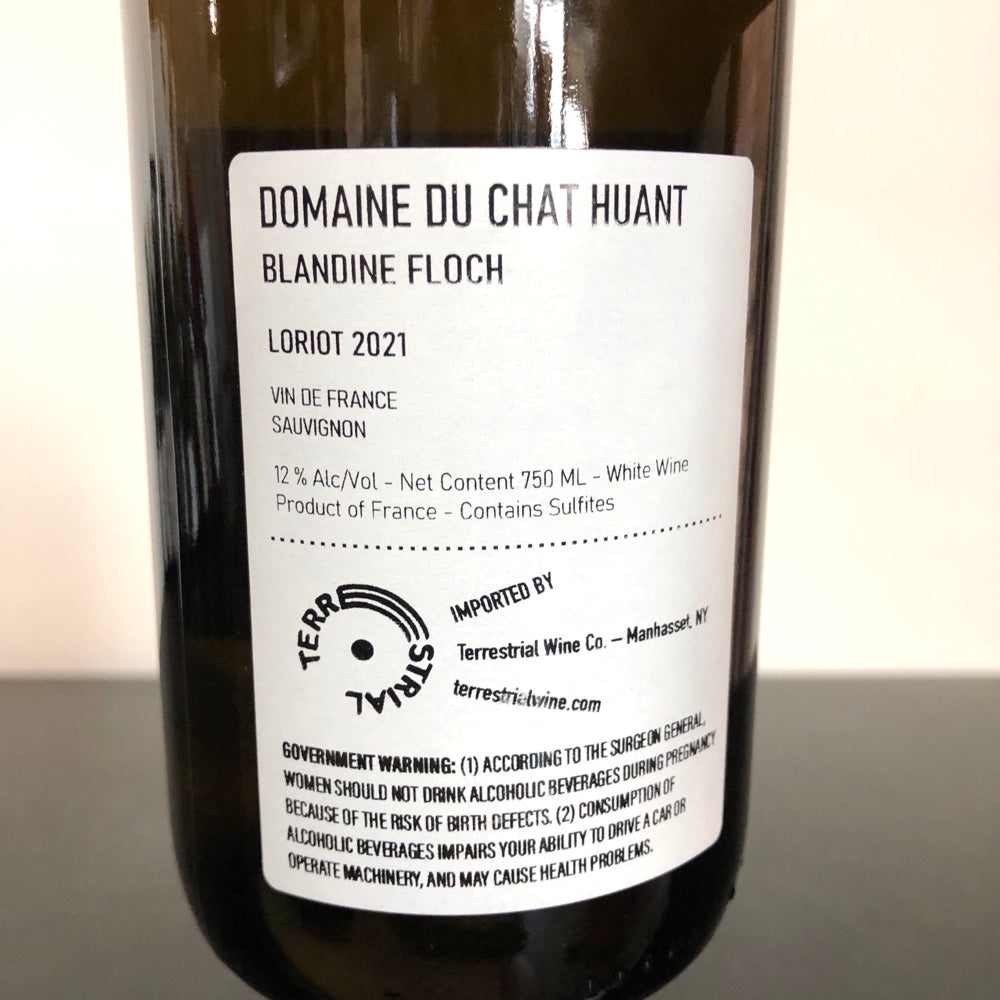 DOMAINE DU CHAT HUANT
BLANDINE FLOCH
LORIOT 2021
VIN DE FRANCE
SAUVIGNON
12 % Alc/Vol - Net Content 750 ML - White Wine
Product of France - Contains Sulfites
TERRESTRIAL
IMPORTED BY
Terrestrial Wine Co. – Manhasset, NY
terrestrialwine.com
GOVERNMENT WARNING: (1) ACCORDING TO THE SURGEON GENERAL,
WOMEN SHOULD NOT DRINK ALCOHOLIC BEVERAGES DURING PREGNANCY
BECAUSE OF THE RISK OF BIRTH DEFECTS. (2) CONSUMPTION OF
ALCOHOLIC BEVERAGES IMPAIRS YOUR ABILITY TO DRIVE A CAR OR
OPERATE MACHINERY, AND MAY CAUSE HEALTH PROBLEMS.